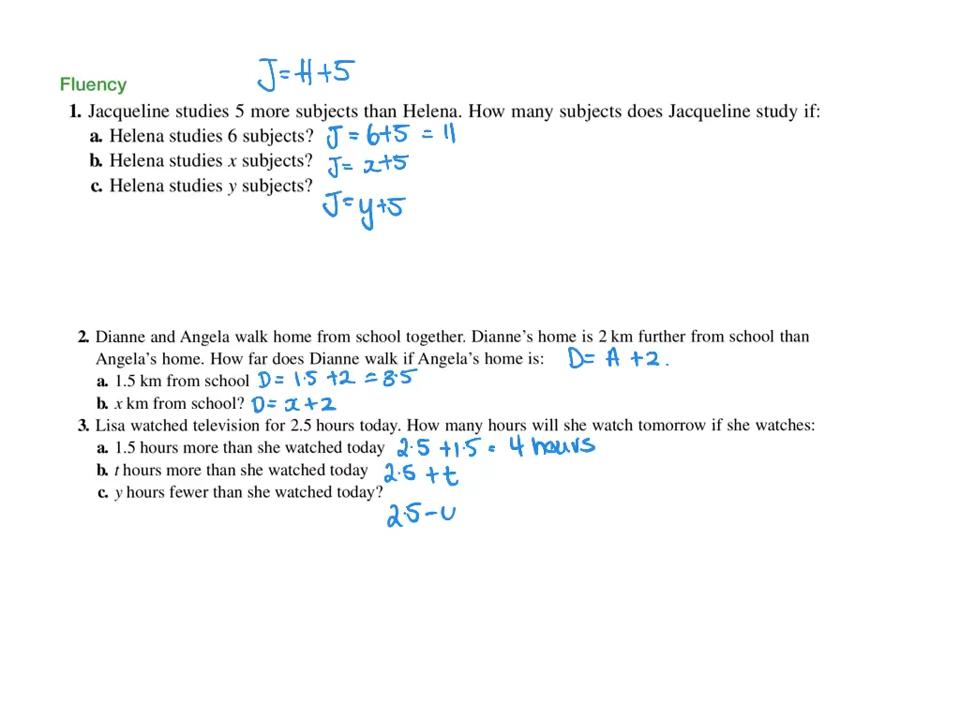 J=H+5
Fluency
1. Jacqueline studies 5 more subjects than Helena. How many subjects does Jacqueline study if:
a. Helena studies 6 subjects? J = 6+5 = 11
b. Helena studies x subjects? J= x+5
c. Helena studies y subjects?
J=y+5
2. Dianne and Angela walk home from school together. Dianne's home is 2 km further from school than
Angela's home. How far does Dianne walk if Angela's home is: D= A +2.
a. 1.5 km from school D= 1.5 +2 =3.5
b. x km from school? D= x+2
3. Lisa watched television for 2.5 hours today. How many hours will she watch tomorrow if she watches:
a. 1.5 hours more than she watched today 2.5 +1.5 = 4 hours
b. t hours more than she watched today 2.5 +t
c. y hours fewer than she watched today?
2.5-